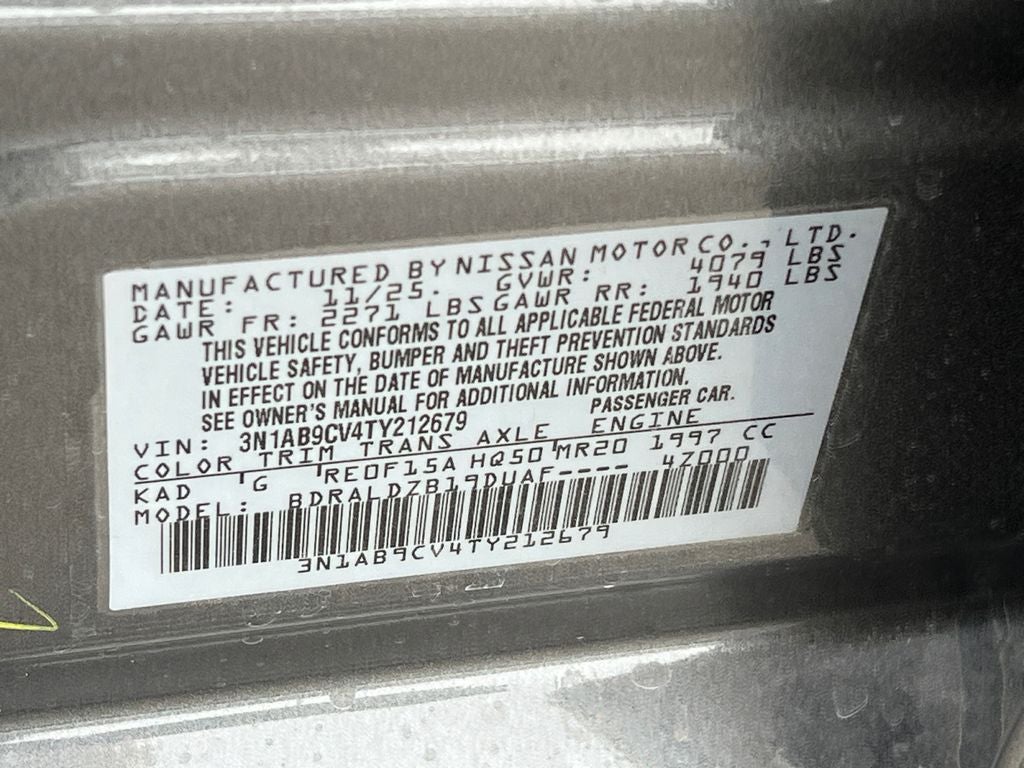 MANUFACTURED BY NISSAN MOTOR CO., LTD.
DATE: 11/25. GVWR: 4079 LBS
GAWR FR: 2271 LBS GAWR RR: 1940 LBS
THIS VEHICLE CONFORMS TO ALL APPLICABLE FEDERAL MOTOR
VEHICLE SAFETY, BUMPER AND THEFT PREVENTION STANDARDS
IN EFFECT ON THE DATE OF MANUFACTURE SHOWN ABOVE.
SEE OWNER'S MANUAL FOR ADDITIONAL INFORMATION.
VIN: 3N1AB9CV4TY212679 PASSENGER CAR.
COLOR TRIM TRANS AXLE ENGINE
KAD G RE0F15A HQ50 MR20 1997 CC
MODEL: BDRALDZB19DUAF---- 4Z000
3N1AB9CV4TY212679